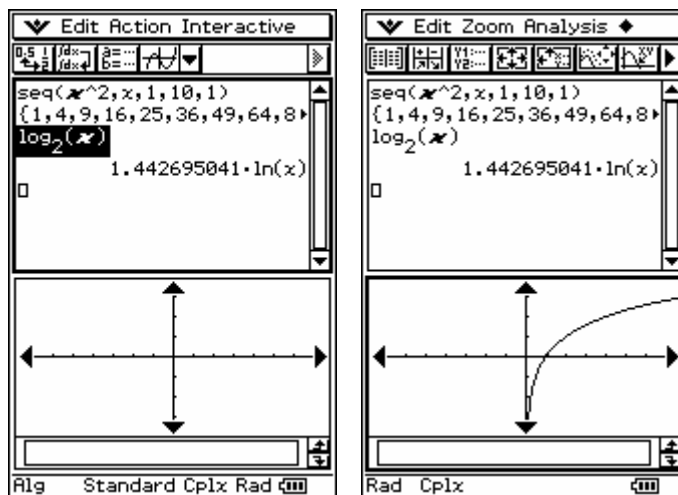 Edit Action Interactive
seq(x^2,x,1,10,1)
{1,4,9,16,25,36,49,64,8
log2(x)
1.442695041·ln(x)
Alg Standard Cplx Rad
Edit Zoom Analysis
Y1:
Y2:
seq(x^2,x,1,10,1)
{1,4,9,16,25,36,49,64,8
log2(x)
1.442695041·ln(x)
Rad Cplx